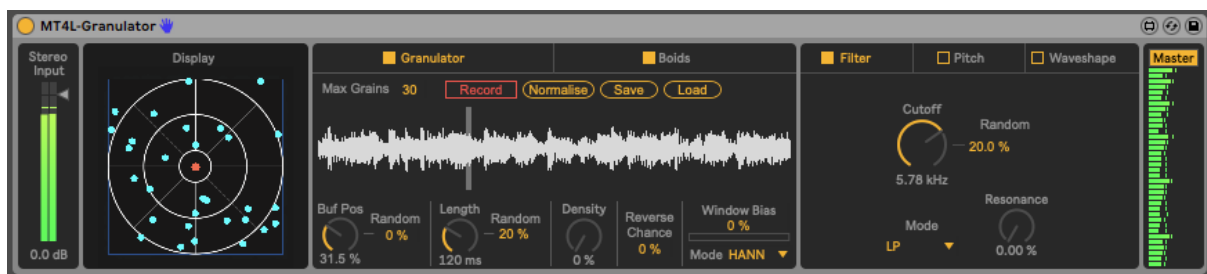 MT4L-Granulator
Stereo
Input
0.0 dB
Display
Granulator
Boids
Max Grains 30
Record
Normalise
Save
Load
Buf Pos
31.5 %
Random
0 %
Length
120 ms
Random
20 %
Density
0 %
Reverse
Chance
0 %
Window Bias
0 %
Mode HANN
Filter
Pitch
Waveshape
Cutoff
5.78 kHz
Random
20.0 %
Mode
LP
Resonance
0.00 %
Master